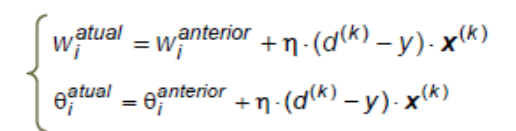 w_i^{atual} = w_i^{anterior} + η · (d^{(k)} – y) · x^{(k)}
θ_i^{atual} = θ_i^{anterior} + η · (d^{(k)} – y) · x^{(k)}